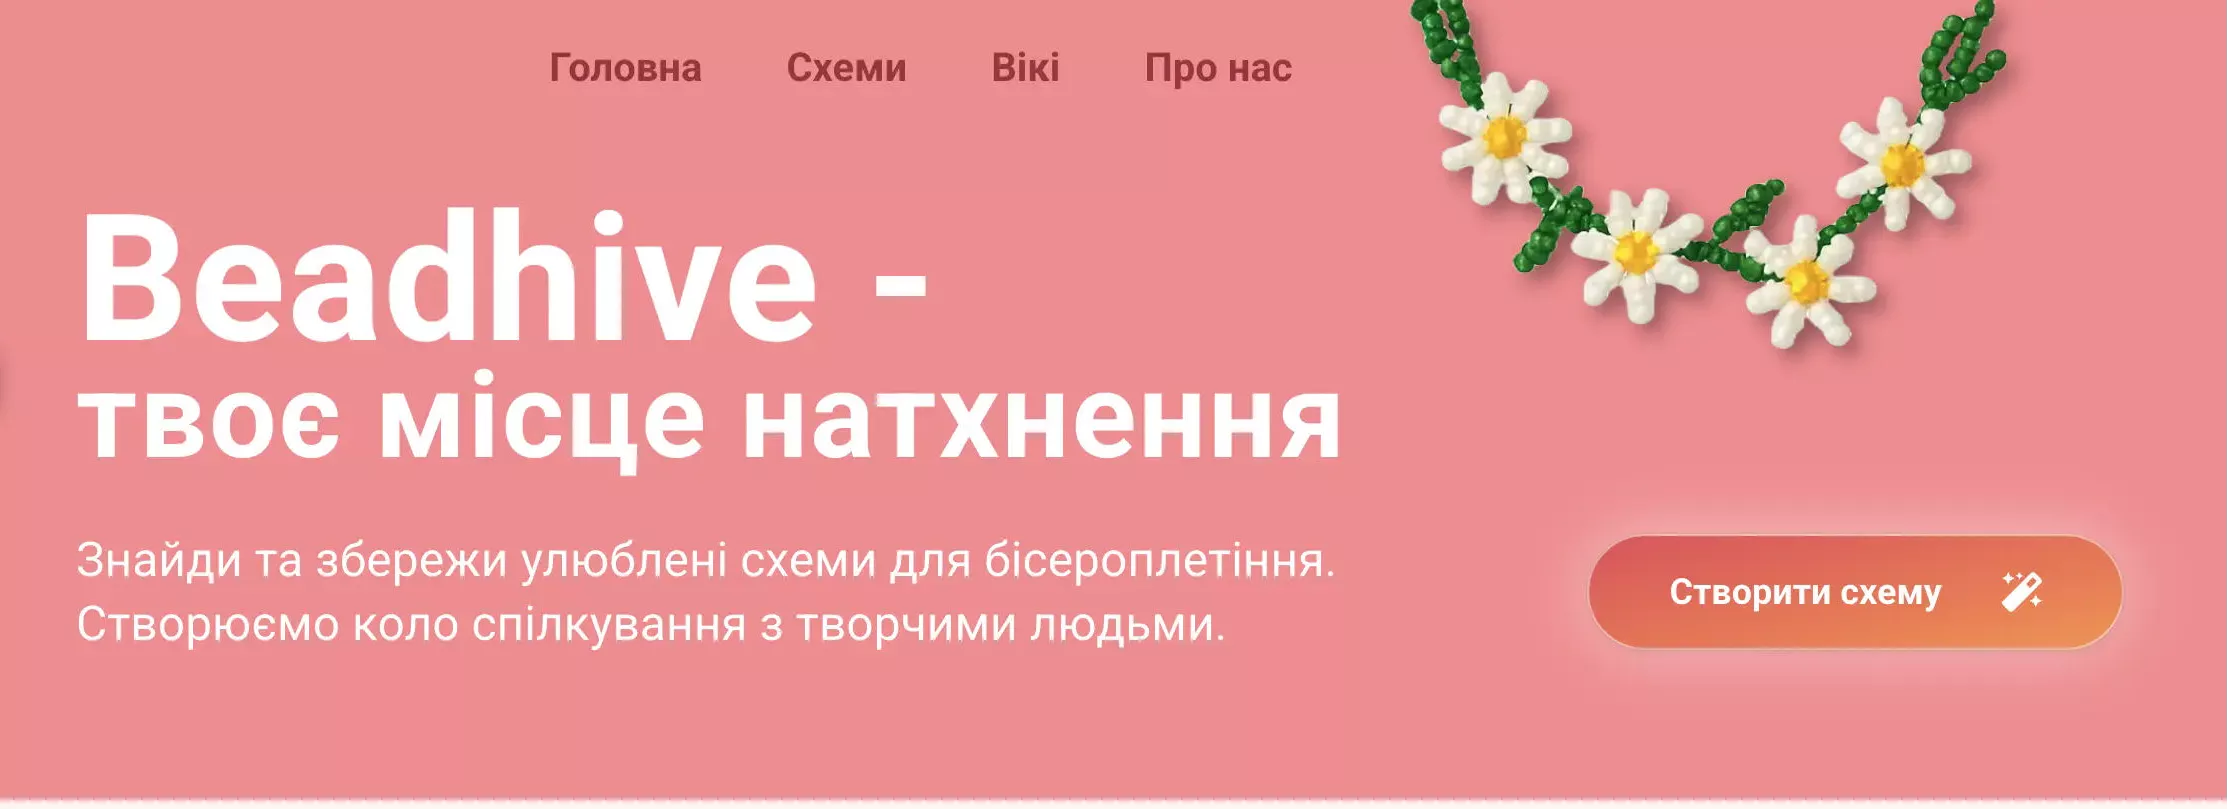 Головна Схеми Вікі Про нас
Beadhive -
твоє місце натхнення
Знайди та збережи улюблені схеми для бісероплетіння.
Створюємо коло спілкування з творчими людьми.
Створити схему